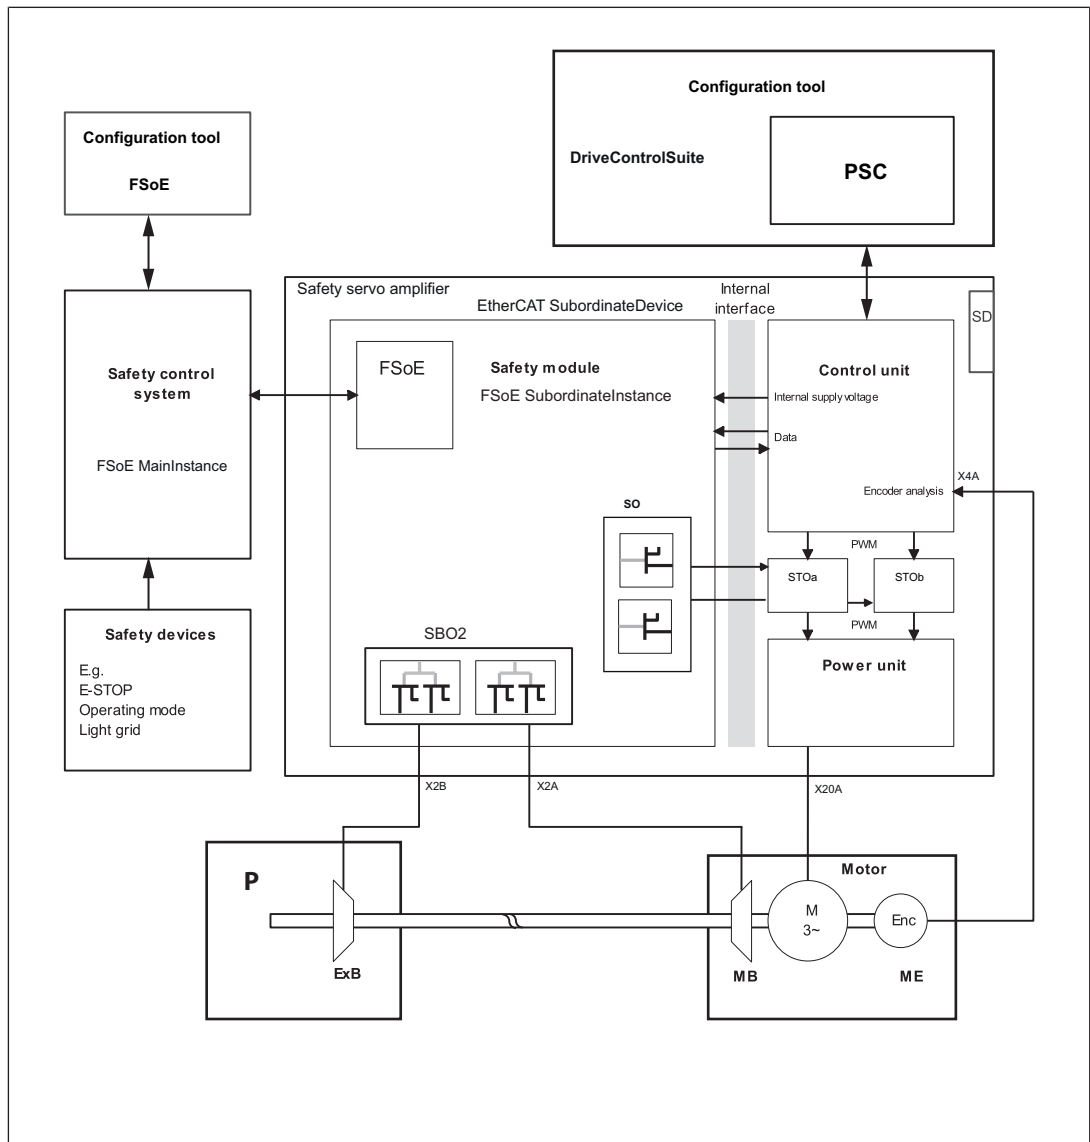 Configuration tool
DriveControlSuite
PSC
Configuration tool
FSoE
Safety servo amplifier
EtherCAT SubordinateDevice
Internal
interface
SD
Safety control
system
FSoE MainInstance
FSoE
Safety module
FSoE SubordinateInstance
Control unit
Internal supply voltage
Data
Encoder analysis
X4A
SO
PWM
STOa
STOb
PWM
Power unit
Safety devices
E.g.
E-STOP
Operating mode
Light grid
SBO2
X2B
X2A
X20A
P
ExB
Motor
M
3~
Enc
MB
ME